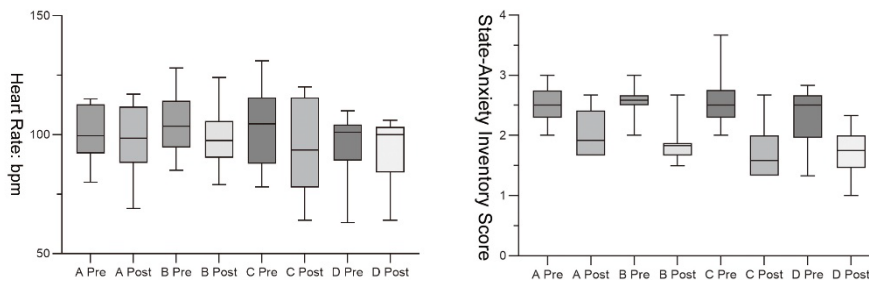 Heart Rate: bpm
150
100
50
A Pre A Post B Pre B Post C Pre C Post D Pre D Post
State-Anxiety Inventory Score
4
3
2
1
0
A Pre A Post B Pre B Post C Pre C Post D Pre D Post